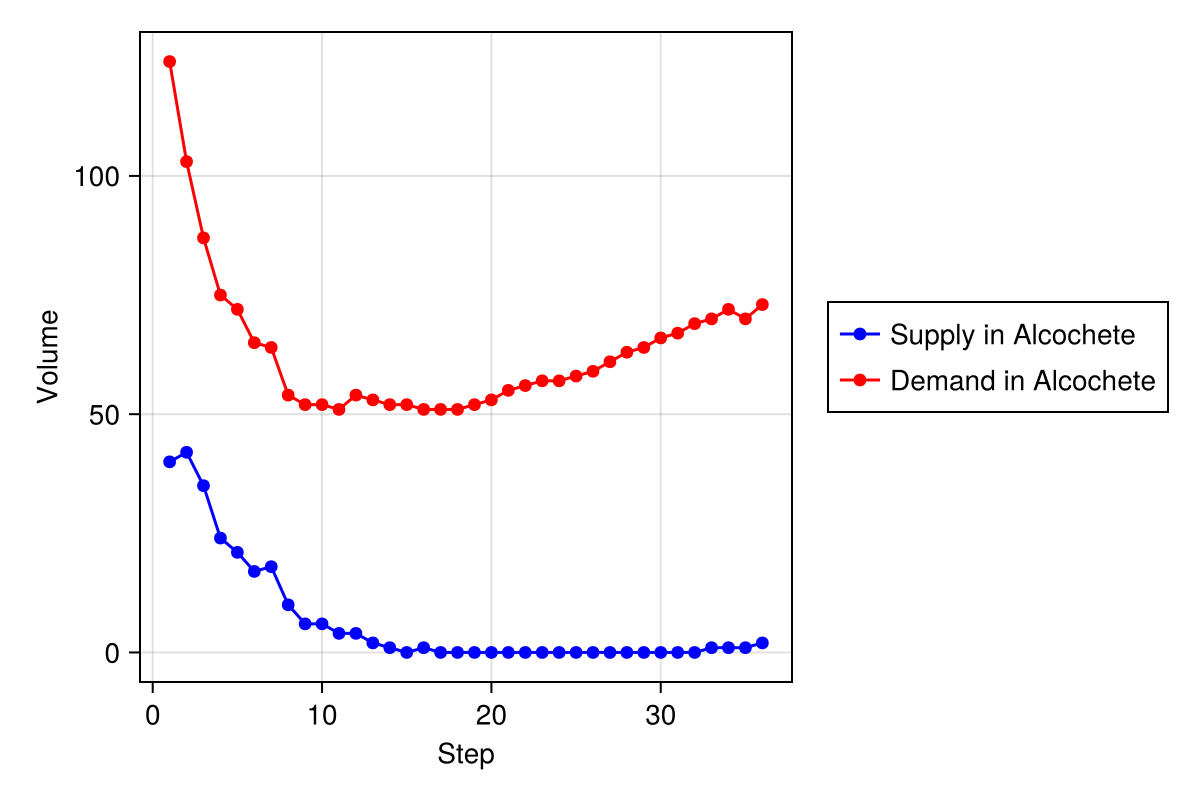 100
50
0
Volume
0 10 20 30
Step
Supply in Alcochete
Demand in Alcochete